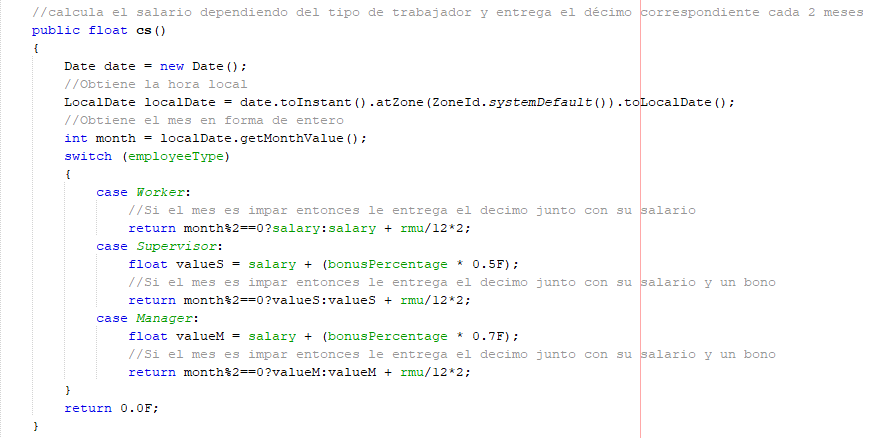 //calcula el salario dependiendo del tipo de trabajador y entrega el décimo correspondiente cada 2 meses
public float cs()
{
    Date date = new Date();
    //Obtiene la hora local
    LocalDate localDate = date.toInstant().atZone(ZoneId.systemDefault()).toLocalDate();
    //Obtiene el mes en forma de entero
    int month = localDate.getMonthValue();
    switch (employeeType)
    {
        case Worker:
            //Si el mes es impar entonces le entrega el decimo junto con su salario
            return month%2==0?salary:salary + rmu/12*2;
        case Supervisor:
            float valueS = salary + (bonusPercentage * 0.5F);
            //Si el mes es impar entonces le entrega el decimo junto con su salario y un bono
            return month%2==0?valueS:valueS + rmu/12*2;
        case Manager:
            float valueM = salary + (bonusPercentage * 0.7F);
            //Si el mes es impar entonces le entrega el decimo junto con su salario y un bono
            return month%2==0?valueM:valueM + rmu/12*2;
    }
    return 0.0F;
}